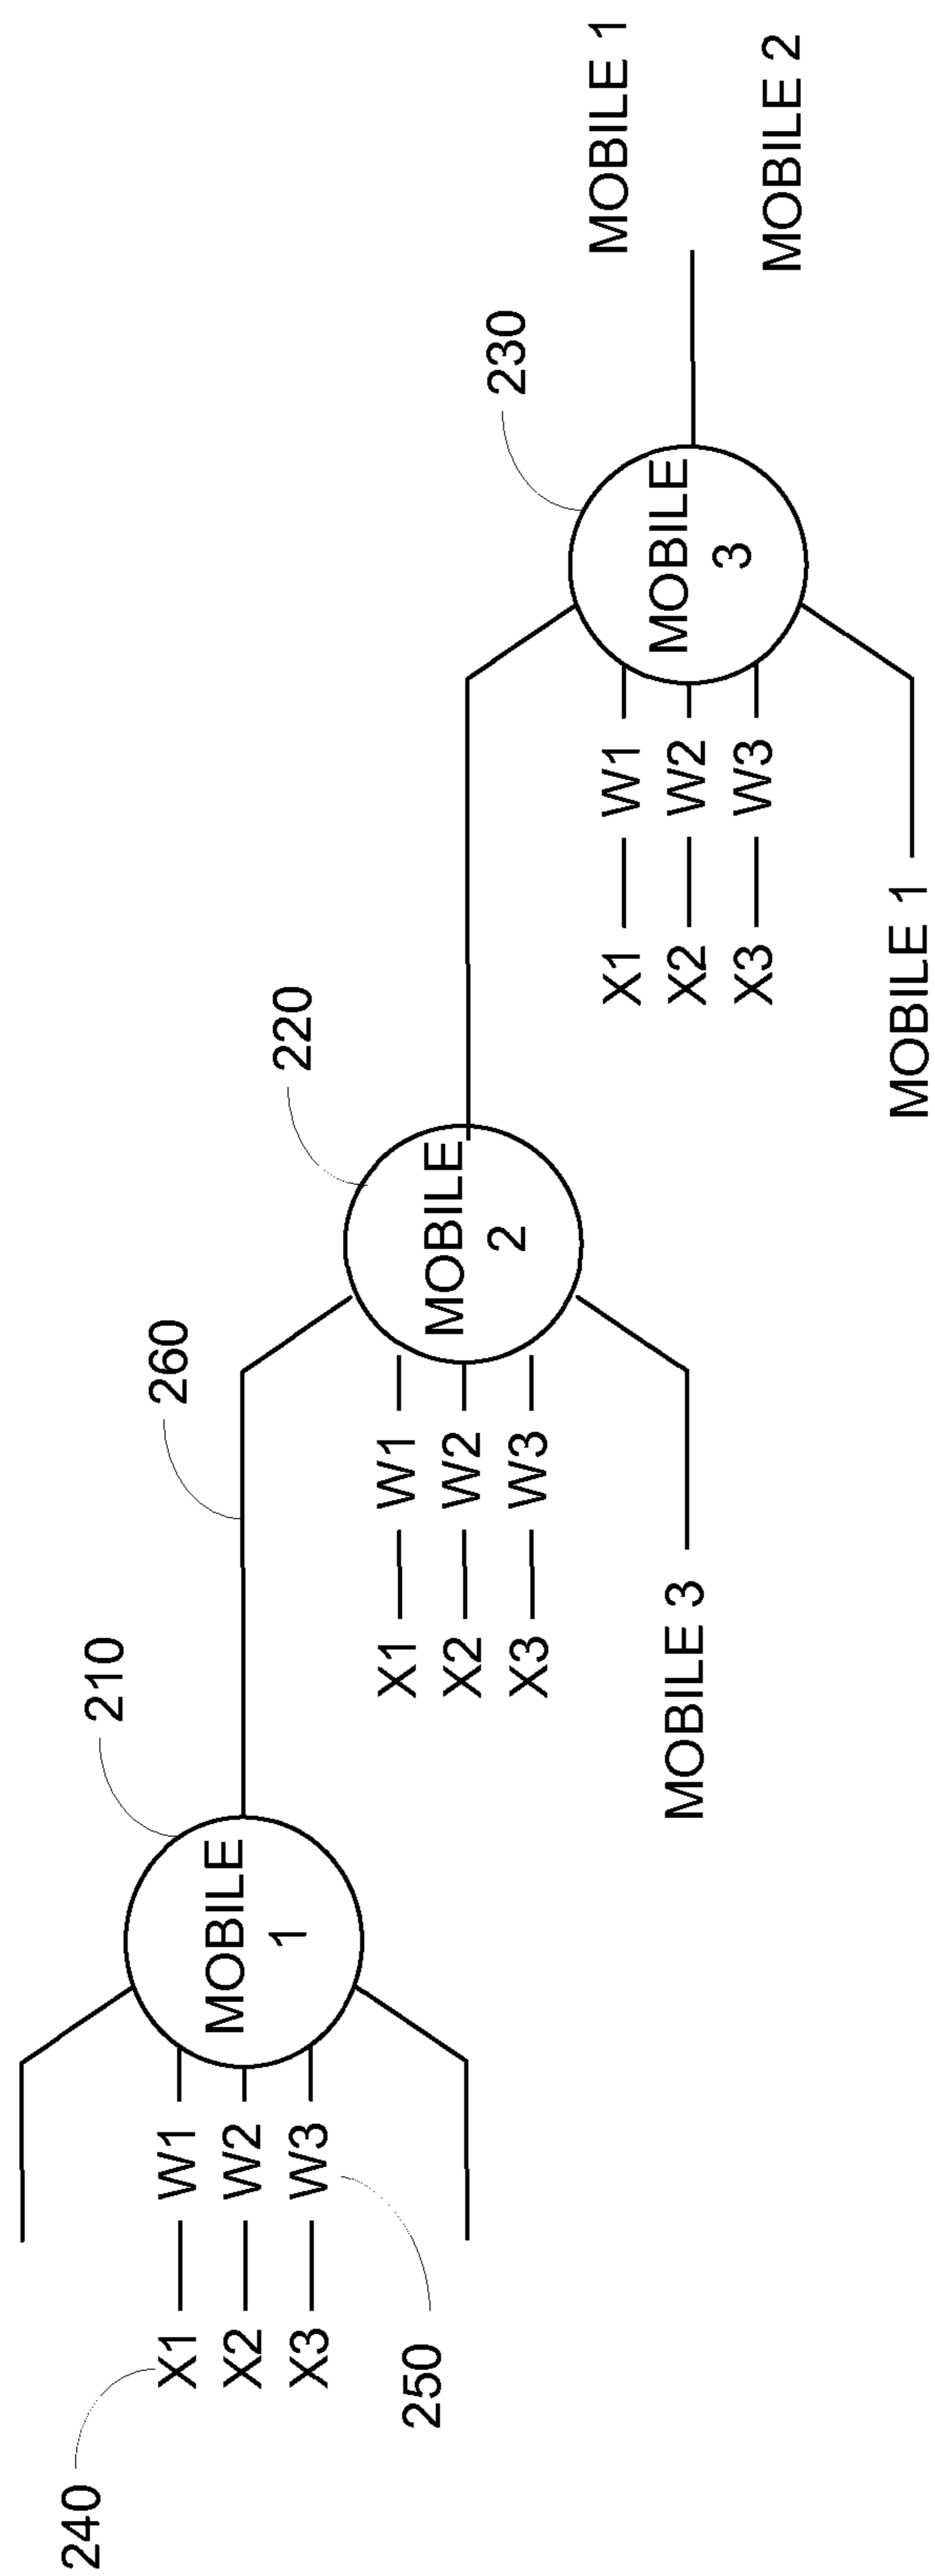 240
X1 W1
X2 W2
X3 W3
250
MOBILE
1
210
260
X1 W1
X2 W2
X3 W3
MOBILE
2
220
MOBILE 3
X1 W1
X2 W2
X3 W3
MOBILE
3
230
MOBILE 1
MOBILE 1
MOBILE 2